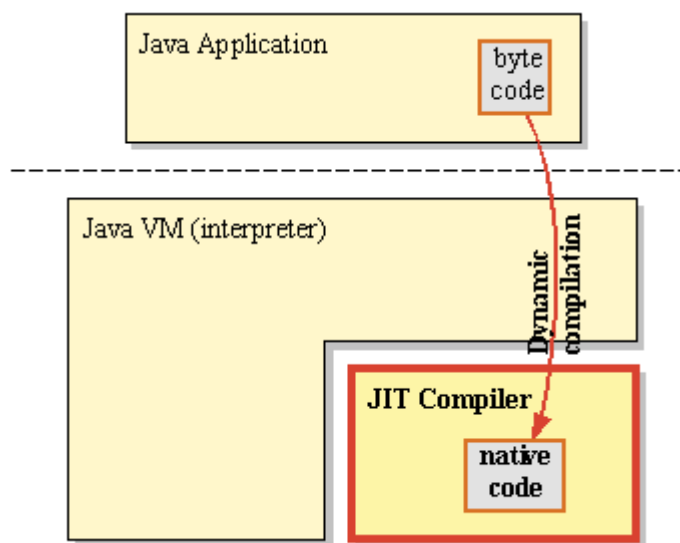 Java Application
byte
code
Java VM (interpreter)
Dynamic
compilation
JIT Compiler
native
code